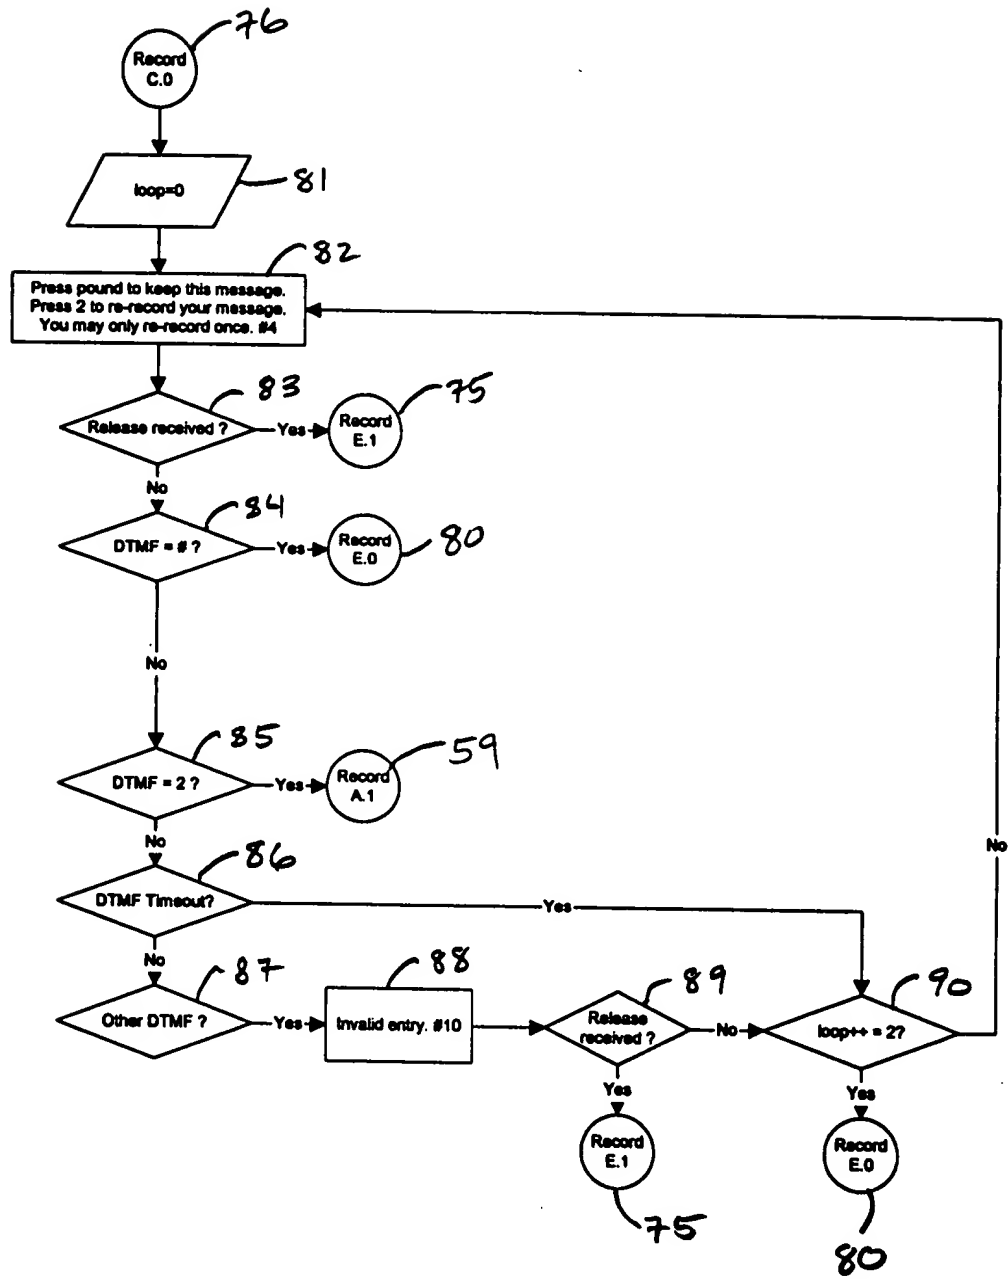 76
Record
C.0
loop=0
81
82
Press pound to keep this message.
Press 2 to re-record your message.
You may only re-record once. #4
83
75
Release received ?
Yes
Record
E.1
No
84
DTMF = # ?
Yes
Record
E.0
80
No
85
59
DTMF = 2 ?
Yes
Record
A.1
No
No
86
DTMF Timeout?
Yes
No
87
88
89
90
Other DTMF ?
Yes
Invalid entry. #10
Release
received ?
No
loop++ = 2?
Yes
Yes
Record
E.1
Record
E.0
75
80